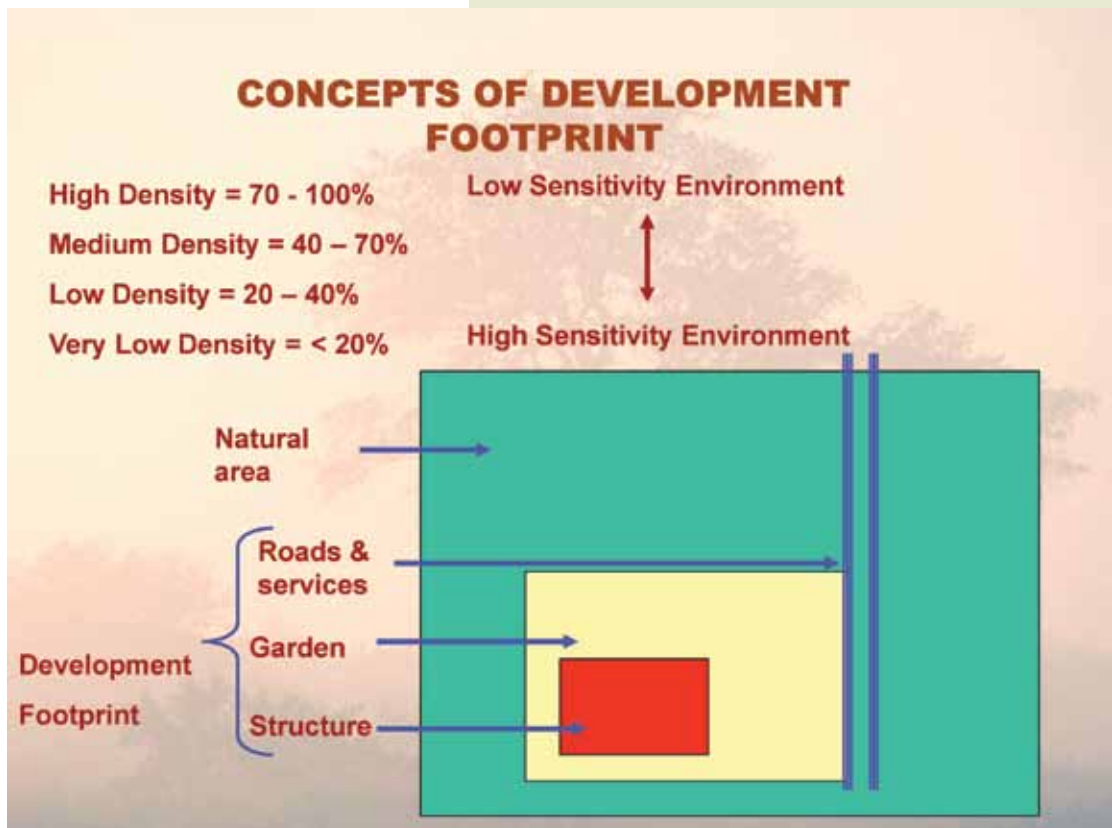 CONCEPTS OF DEVELOPMENT
FOOTPRINT
High Density = 70 - 100%
Medium Density = 40 – 70%
Low Density = 20 – 40%
Very Low Density = < 20%
Low Sensitivity Environment
High Sensitivity Environment
Natural
area
Roads &
services
Garden
Structure
Development
Footprint